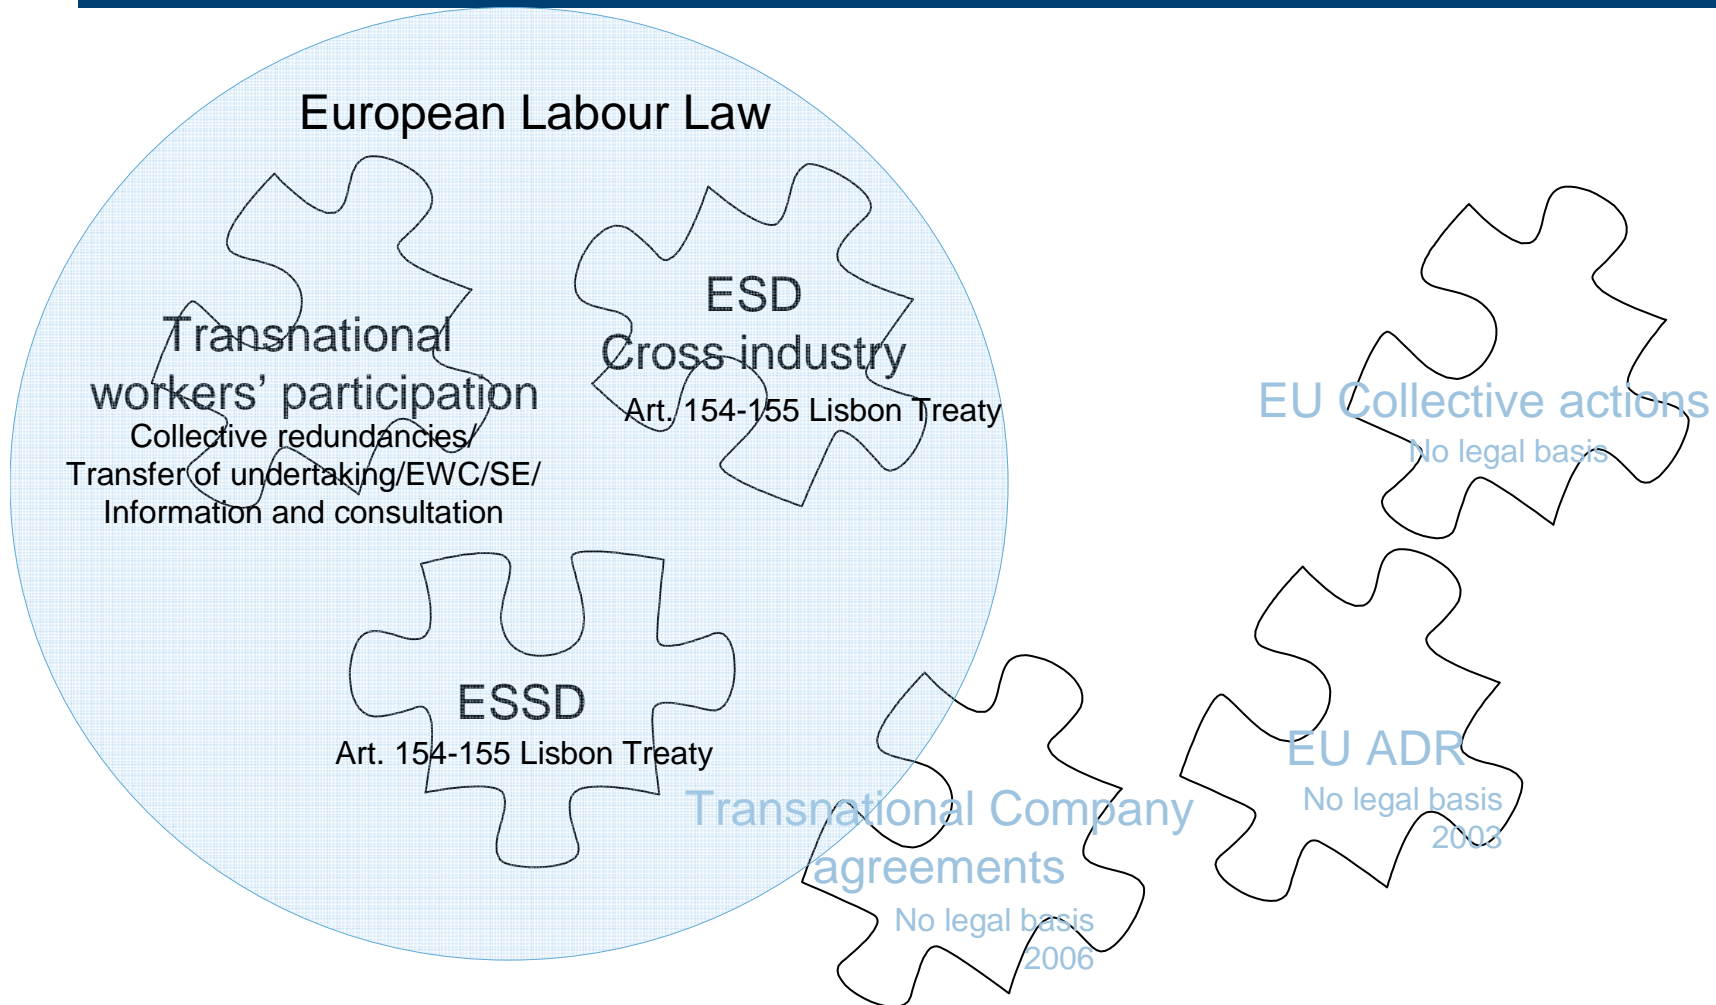 European Labour Law
Transnational
workers’ participation
Collective redundancies/
Transfer of undertaking/EWC/SE/
Information and consultation
ESD
Cross industry
Art. 154-155 Lisbon Treaty
ESSD
Art. 154-155 Lisbon Treaty
EU Collective actions
No legal basis
EU ADR
No legal basis
2003
Transnational Company
agreements
No legal basis
2006